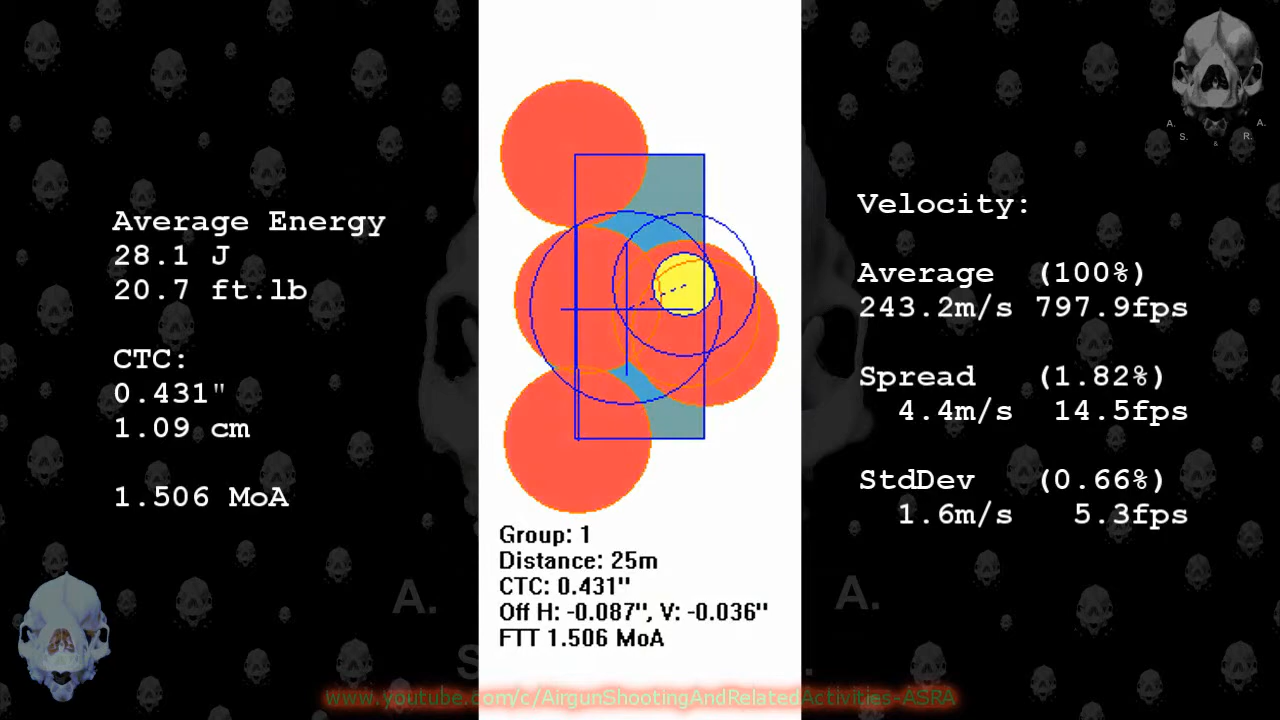 Average Energy
28.1 J
20.7 ft.lb
CTC:
0.431"
1.09 cm
1.506 MoA
Group: 1
Distance: 25m
CTC: 0.431"
Off H: -0.087", V: -0.036"
FTT 1.506 MoA
Velocity:
Average (100%)
243.2m/s 797.9fps
Spread (1.82%)
4.4m/s 14.5fps
StdDev (0.66%)
1.6m/s 5.3fps
A. A.
S. R.
&
A. A.
S
www.youtube.com/c/AirgunShootingAndRelatedActivities-ASRA